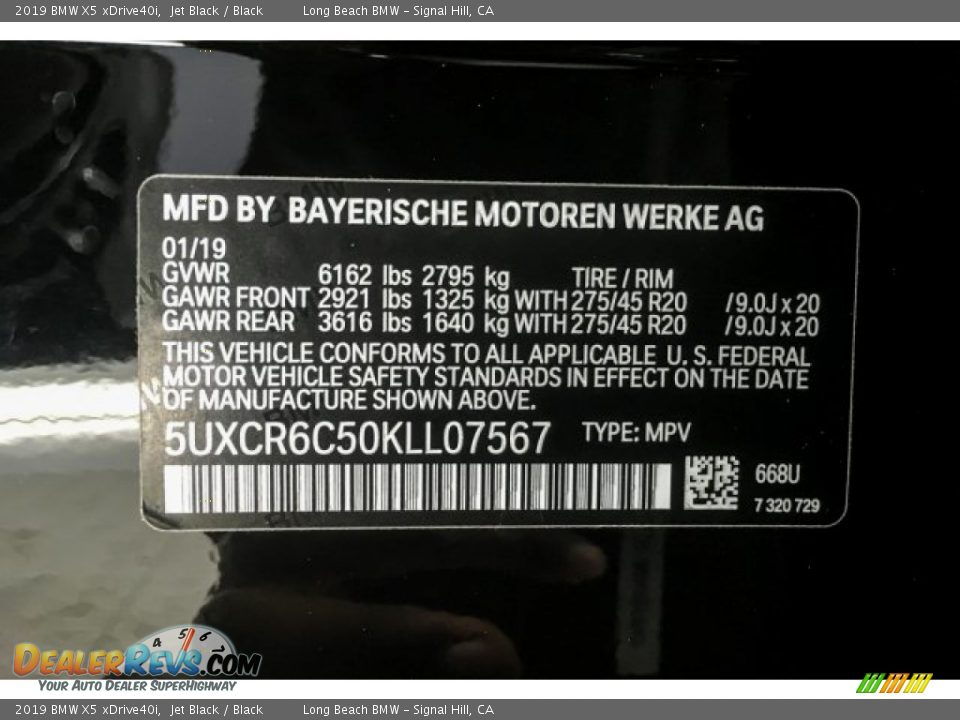 2019 BMW X5 xDrive40i, Jet Black / Black Long Beach BMW - Signal Hill, CA
MFD BY BAYERISCHE MOTOREN WERKE AG
01/19
GVWR 6162 lbs 2795 kg TIRE / RIM
GAWR FRONT 2921 lbs 1325 kg WITH 275/45 R20 / 9.0J x 20
GAWR REAR 3616 lbs 1640 kg WITH 275/45 R20 / 9.0J x 20
THIS VEHICLE CONFORMS TO ALL APPLICABLE U. S. FEDERAL
MOTOR VEHICLE SAFETY STANDARDS IN EFFECT ON THE DATE
OF MANUFACTURE SHOWN ABOVE.
5UXCR6C50KLL07567 TYPE: MPV
668U
7 320 729
4 5 6
DEALERREVS.COM
YOUR AUTO DEALER SUPERHIGHWAY
2019 BMW X5 xDrive40i, Jet Black / Black Long Beach BMW - Signal Hill, CA